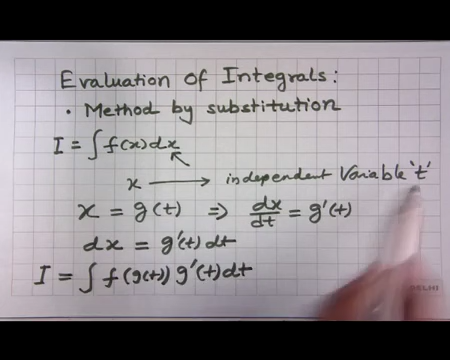 Evaluation of Integrals:
• Method by substitution
I = ∫ f(x) dx
x → independent Variable 't'
x = g(t) ⇒ dx/dt = g'(t)
dx = g'(t) dt
I = ∫ f(g(t)) g'(t) dt